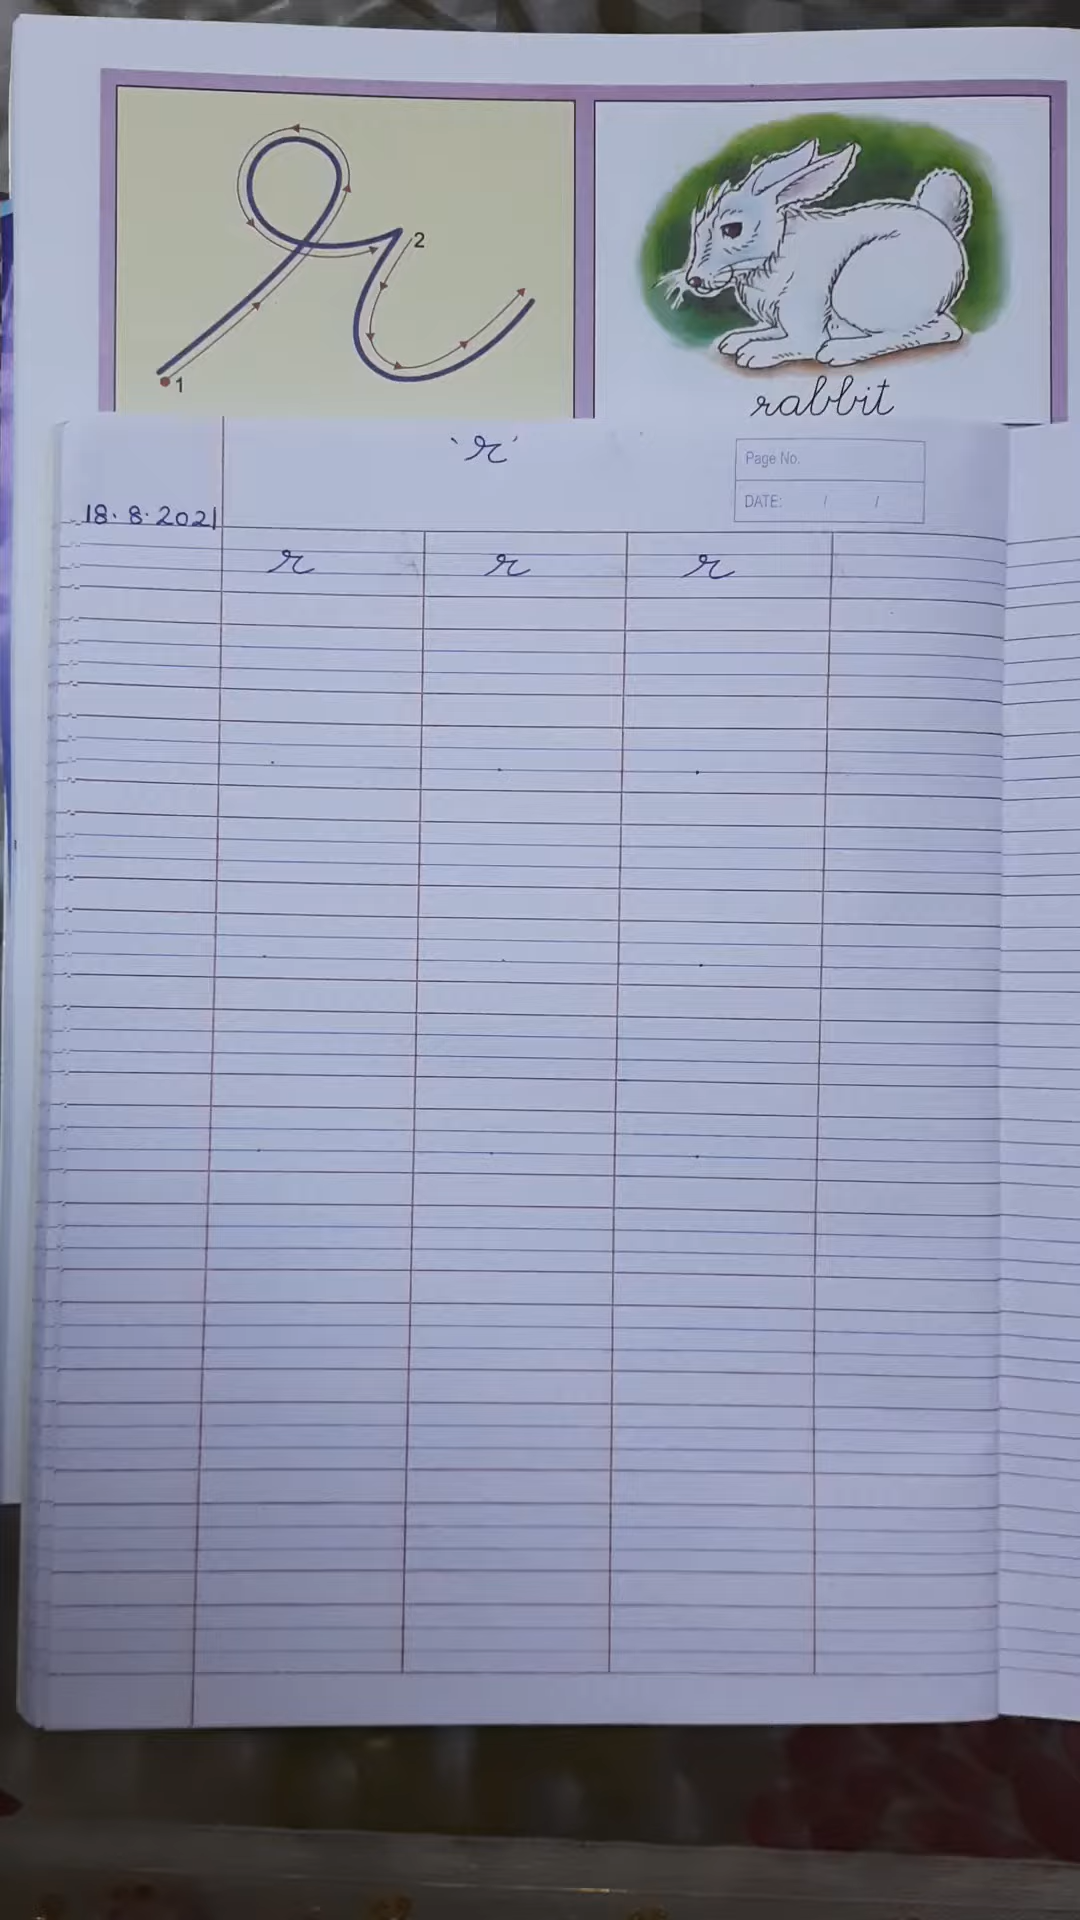 2
1
rabbit
'r'
Page No.
DATE: / /
18.8.2021
r r r